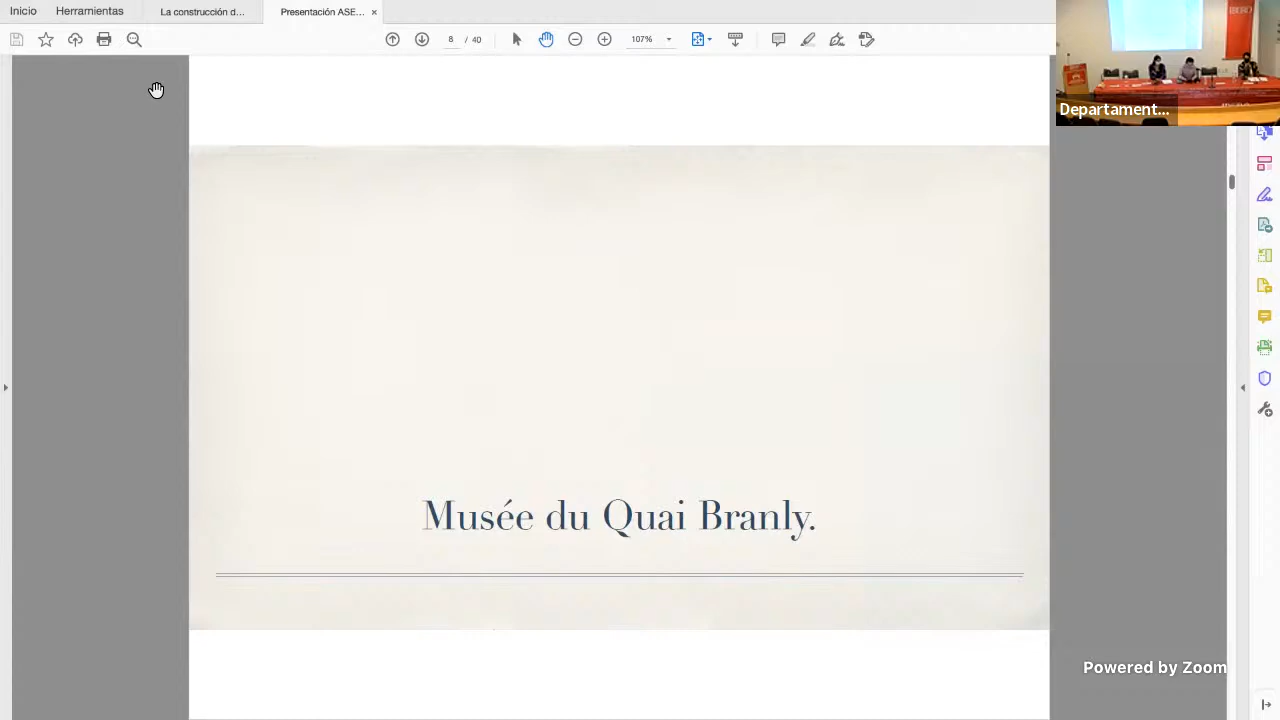 Inicio Herramientas La construcción d... Presentación ASE... ×
8 / 40 107%
Departament...
Musée du Quai Branly.
Powered by Zoom